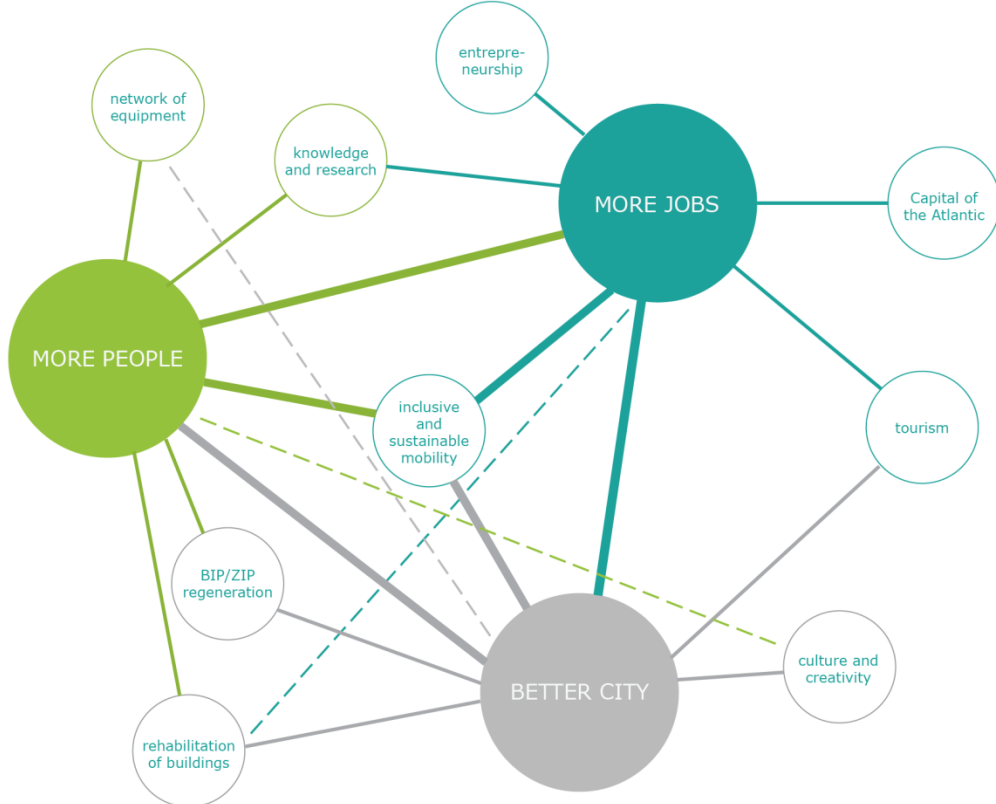 entrepre-
neurship
network of
equipment
knowledge
and research
MORE JOBS
Capital of
the Atlantic
MORE PEOPLE
inclusive
and
sustainable
mobility
tourism
BIP/ZIP
regeneration
BETTER CITY
culture and
creativity
rehabilitation
of buildings